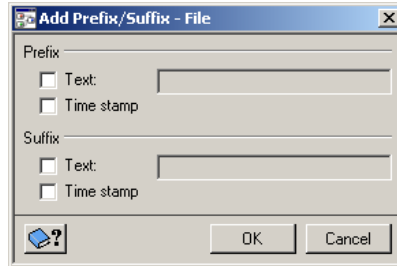 Add Prefix/Suffix - File
Prefix
Text:
Time stamp
Suffix
Text:
Time stamp
?
OK Cancel